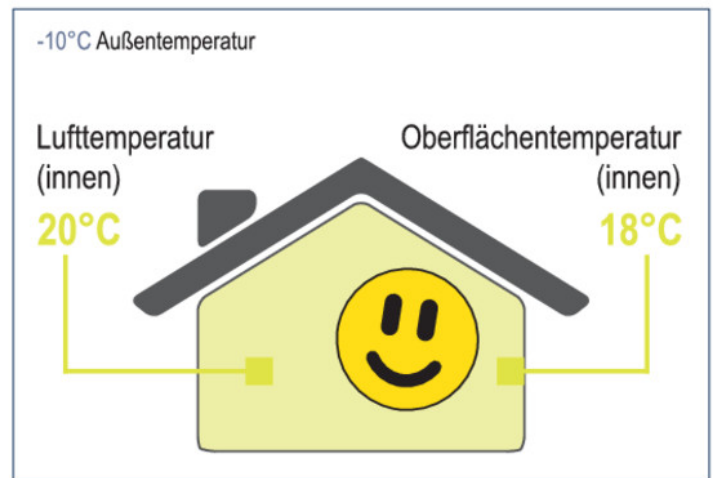 -10°C Außentemperatur
Lufttemperatur
(innen)
20°C
Oberflächentemperatur
(innen)
18°C